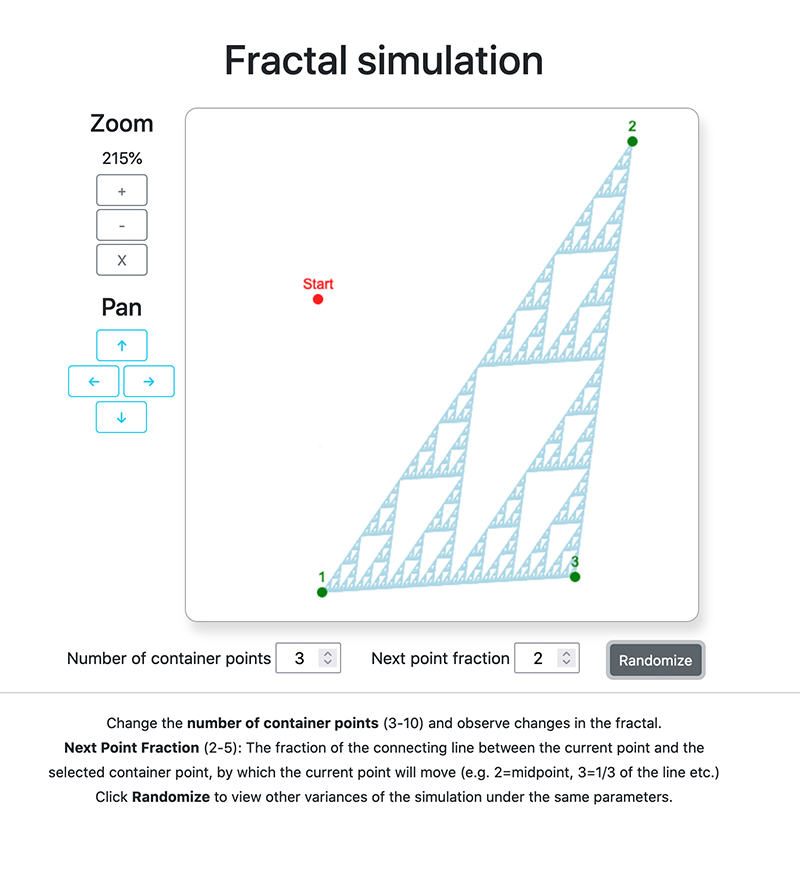 Fractal simulation
Zoom
215%
+
-
X
Pan
↑
← →
↓
2
Start
1
3
Number of container points 3 Next point fraction 2 Randomize
Change the number of container points (3-10) and observe changes in the fractal.
Next Point Fraction (2-5): The fraction of the connecting line between the current point and the
selected container point, by which the current point will move (e.g. 2=midpoint, 3=1/3 of the line etc.)
Click Randomize to view other variances of the simulation under the same parameters.